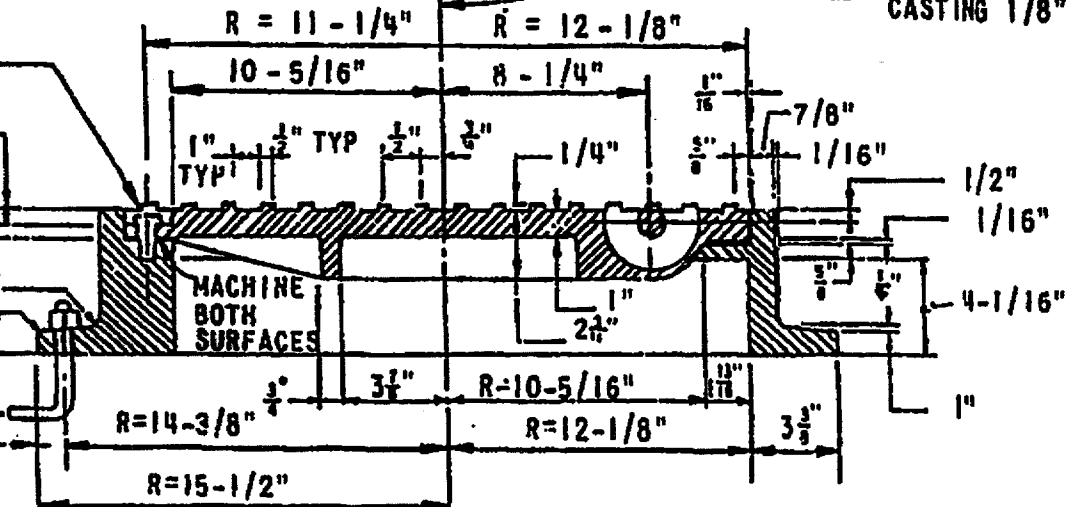 CASTING 1/8"
R = 11-1/4"
R = 12-1/8"
10-5/16"
8-1/4"
1/16"
7/8"
1" TYP
1/2" TYP
1/2"
3/4"
1/4"
5/8"
1/16"
1/2"
1/16"
MACHINE
BOTH
SURFACES
1"
5/8"
4-1/16"
3/4"
3 7/8"
R=10-5/16"
1 13/16"
1"
R=14-3/8"
R=12-1/8"
3 3/8"
R=15-1/2"